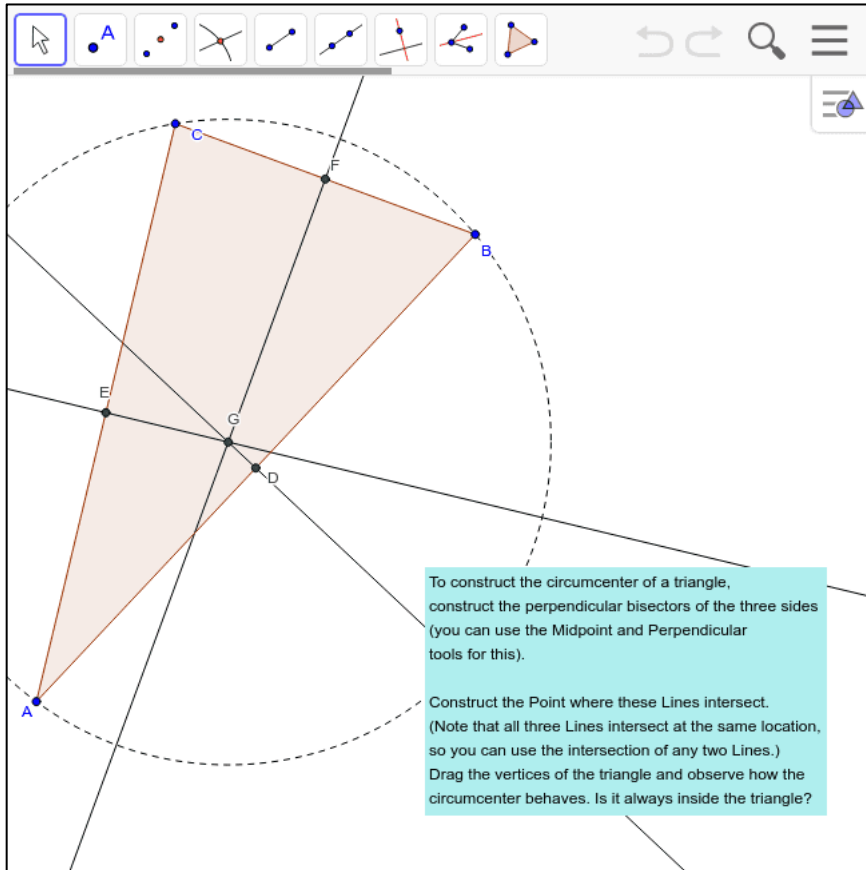 A
C
F
B
E
G
D
A
To construct the circumcenter of a triangle,
construct the perpendicular bisectors of the three sides
(you can use the Midpoint and Perpendicular
tools for this).
Construct the Point where these Lines intersect.
(Note that all three Lines intersect at the same location,
so you can use the intersection of any two Lines.)
Drag the vertices of the triangle and observe how the
circumcenter behaves. Is it always inside the triangle?